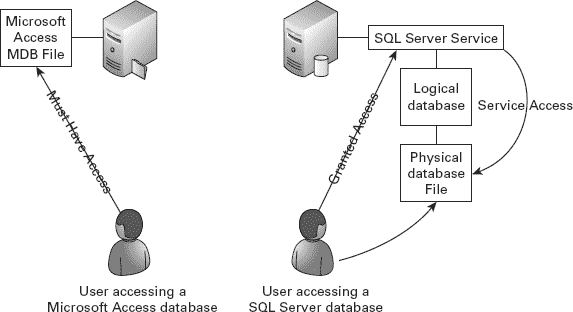 Microsoft
Access
MDB File
Must Have Access
User accessing a
Microsoft Access database
SQL Server Service
Logical
database
Service Access
Physical
database
File
Granted Access
User accessing a
SQL Server database